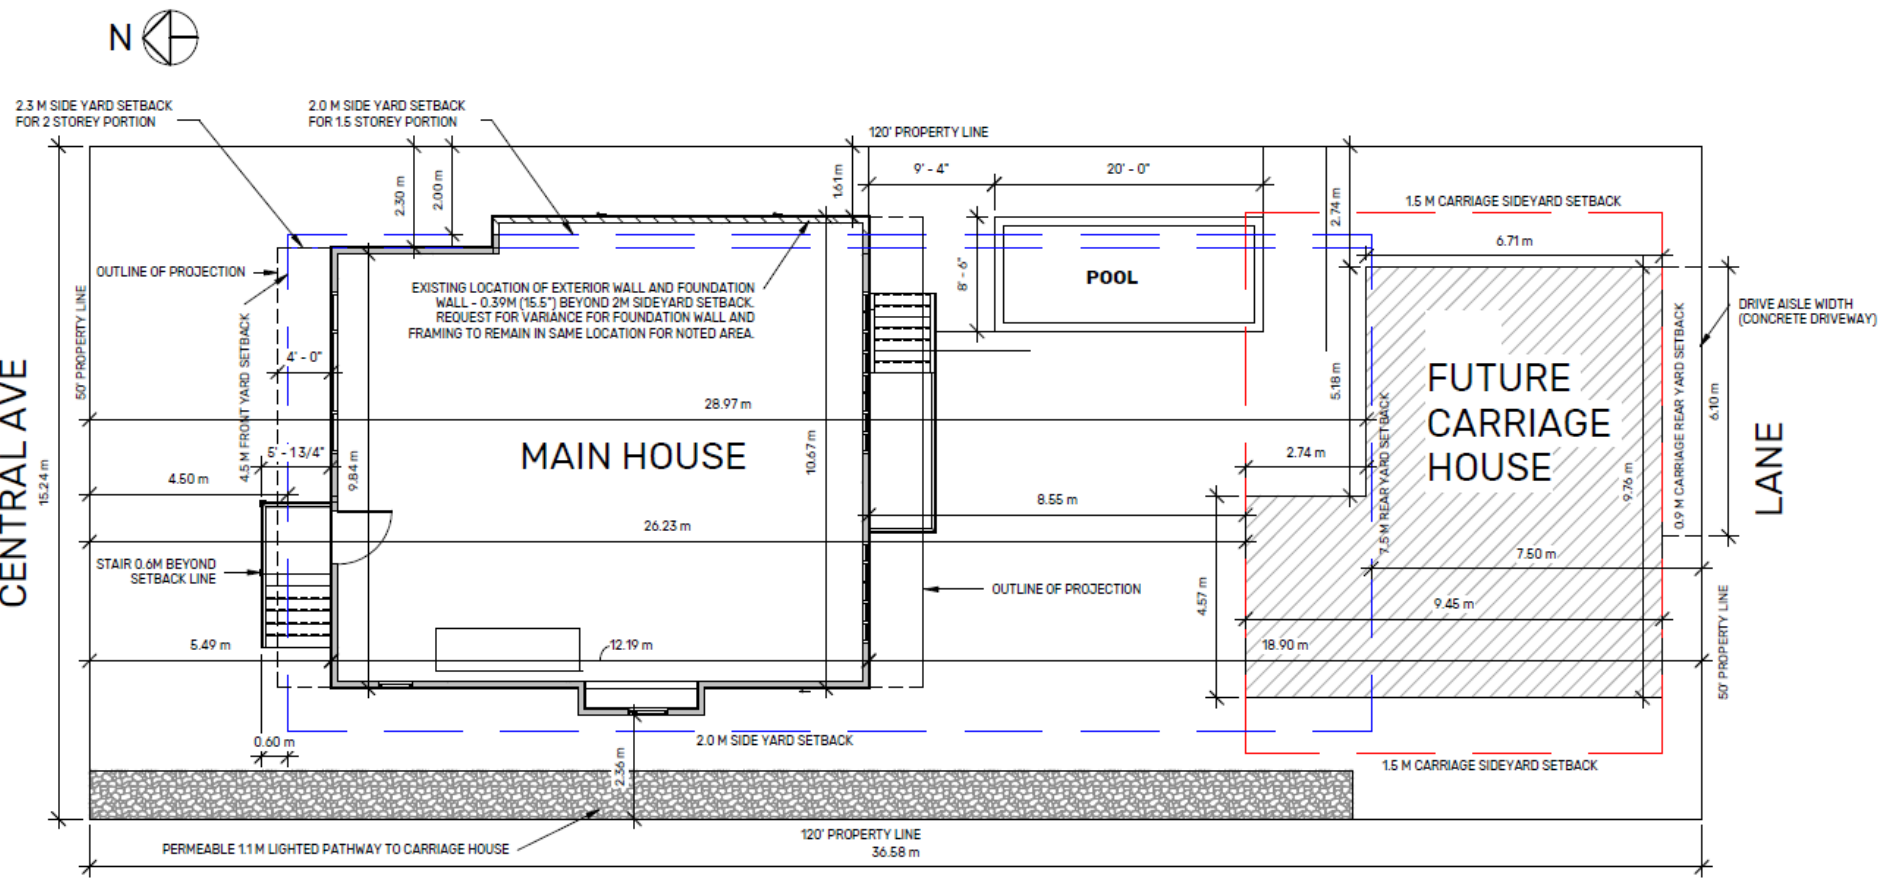 N
2.3 M SIDE YARD SETBACK
FOR 2 STOREY PORTION
2.0 M SIDE YARD SETBACK
FOR 1.5 STOREY PORTION
120' PROPERTY LINE
2.30 m
2.00 m
1.61 m
9' - 4"
20' - 0"
2.74 m
1.5 M CARRIAGE SIDEYARD SETBACK
6.71 m
OUTLINE OF PROJECTION
EXISTING LOCATION OF EXTERIOR WALL AND FOUNDATION
WALL - 0.39M (15.5") BEYOND 2M SIDEYARD SETBACK.
REQUEST FOR VARIANCE FOR FOUNDATION WALL AND
FRAMING TO REMAIN IN SAME LOCATION FOR NOTED AREA.
8' - 6"
POOL
DRIVE AISLE WIDTH
(CONCRETE DRIVEWAY)
50' PROPERTY LINE
4.5 M FRONT YARD SETBACK
4' - 0"
28.97 m
5.18 m
FUTURE
CARRIAGE
HOUSE
0.9 M CARRIAGE REAR YARD SETBACK
6.10 m
CENTRAL AVE
15.24 m
5' - 1 3/4"
4.50 m
9.84 m
MAIN HOUSE
10.67 m
2.74 m
7.5 M REAR YARD SETBACK
9.76 m
LANE
8.55 m
26.23 m
7.50 m
STAIR 0.6M BEYOND
SETBACK LINE
OUTLINE OF PROJECTION
4.57 m
9.45 m
5.49 m
12.19 m
18.90 m
50' PROPERTY LINE
0.60 m
2.0 M SIDE YARD SETBACK
2.36 m
1.5 M CARRIAGE SIDEYARD SETBACK
120' PROPERTY LINE
PERMEABLE 1.1 M LIGHTED PATHWAY TO CARRIAGE HOUSE
36.58 m